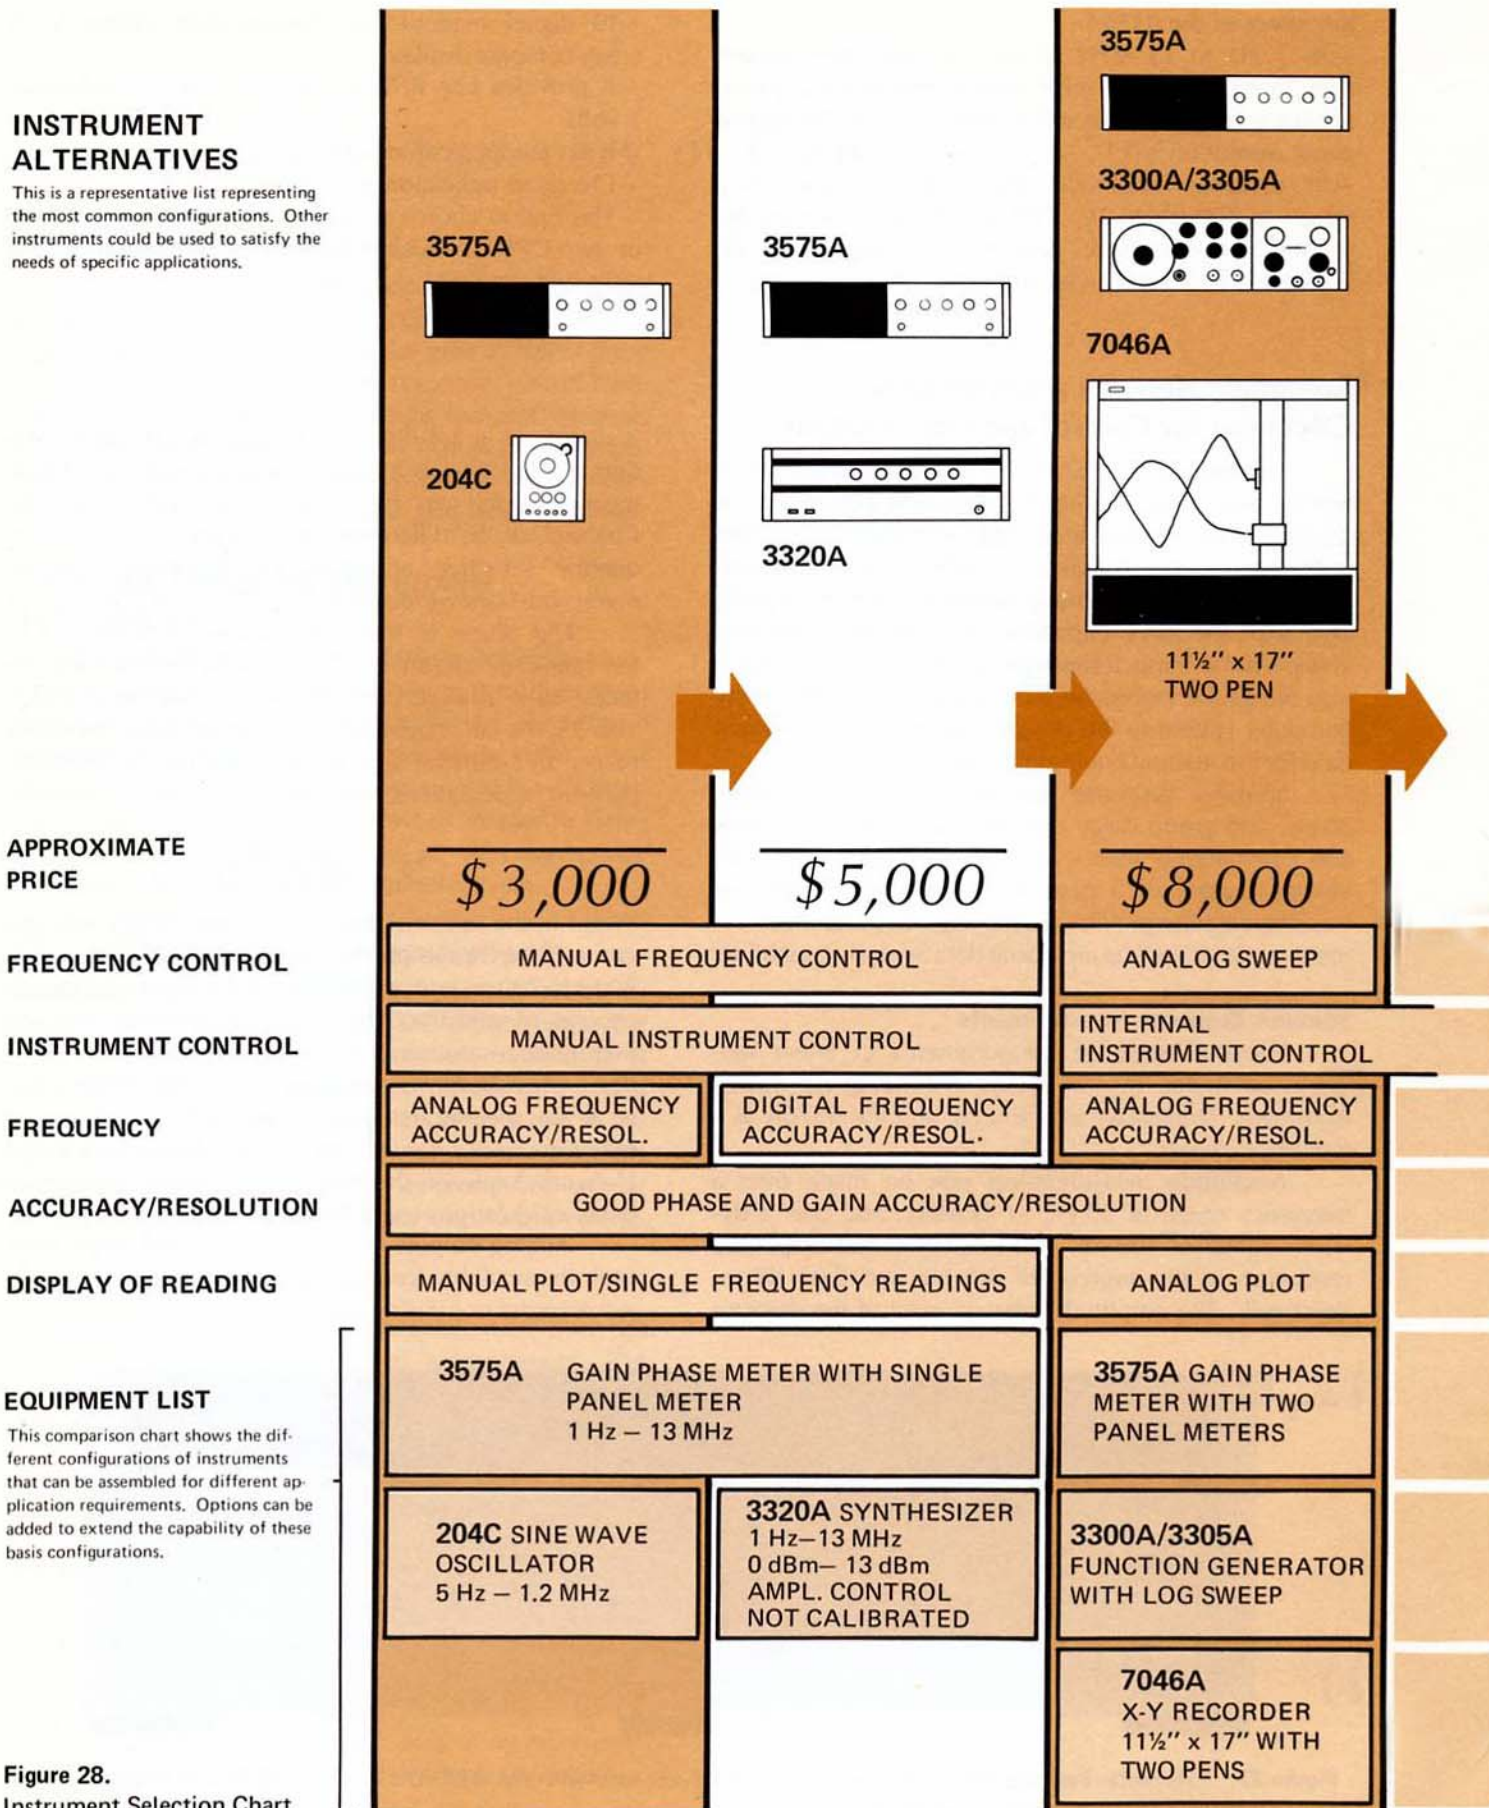 INSTRUMENT
ALTERNATIVES
This is a representative list representing
the most common configurations. Other
instruments could be used to satisfy the
needs of specific applications.
3575A
204C
3575A
3320A
3575A
3300A/3305A
7046A
11½" x 17"
TWO PEN
APPROXIMATE
PRICE
$3,000
$5,000
$8,000
FREQUENCY CONTROL
MANUAL FREQUENCY CONTROL
ANALOG SWEEP
INSTRUMENT CONTROL
MANUAL INSTRUMENT CONTROL
INTERNAL
INSTRUMENT CONTROL
FREQUENCY
ANALOG FREQUENCY
ACCURACY/RESOL.
DIGITAL FREQUENCY
ACCURACY/RESOL.
ANALOG FREQUENCY
ACCURACY/RESOL.
ACCURACY/RESOLUTION
GOOD PHASE AND GAIN ACCURACY/RESOLUTION
DISPLAY OF READING
MANUAL PLOT/SINGLE FREQUENCY READINGS
ANALOG PLOT
EQUIPMENT LIST
This comparison chart shows the dif-
ferent configurations of instruments
that can be assembled for different ap-
plication requirements. Options can be
added to extend the capability of these
basis configurations.
3575A GAIN PHASE METER WITH SINGLE
PANEL METER
1 Hz – 13 MHz
3575A GAIN PHASE
METER WITH TWO
PANEL METERS
204C SINE WAVE
OSCILLATOR
5 Hz – 1.2 MHz
3320A SYNTHESIZER
1 Hz–13 MHz
0 dBm– 13 dBm
AMPL. CONTROL
NOT CALIBRATED
3300A/3305A
FUNCTION GENERATOR
WITH LOG SWEEP
7046A
X-Y RECORDER
11½" x 17" WITH
TWO PENS
Figure 28.
Instrument Selection Chart